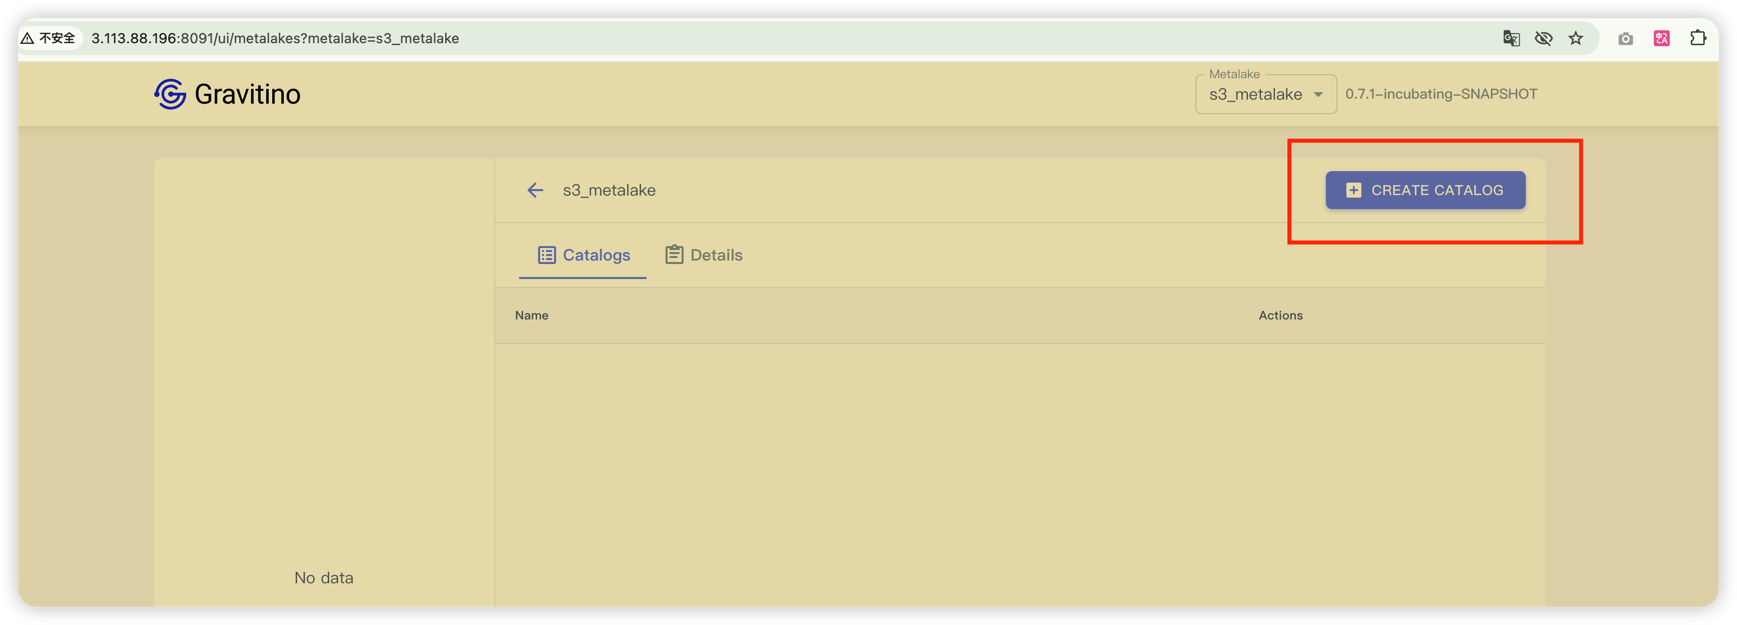 不安全 3.113.88.196:8091/ui/metalakes?metalake=s3_metalake
Gravitino
Metalake
s3_metalake
0.7.1-incubating-SNAPSHOT
s3_metalake
CREATE CATALOG
Catalogs
Details
Name
Actions
No data